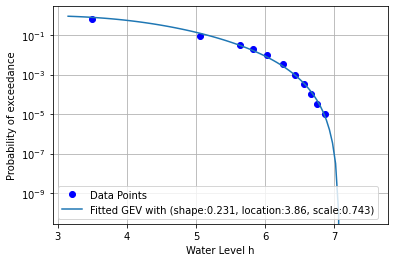 Probability of exceedance
10⁻¹
10⁻³
10⁻⁵
10⁻⁷
10⁻⁹
Data Points
Fitted GEV with (shape:0.231, location:3.86, scale:0.743)
3 4 5 6 7
Water Level h